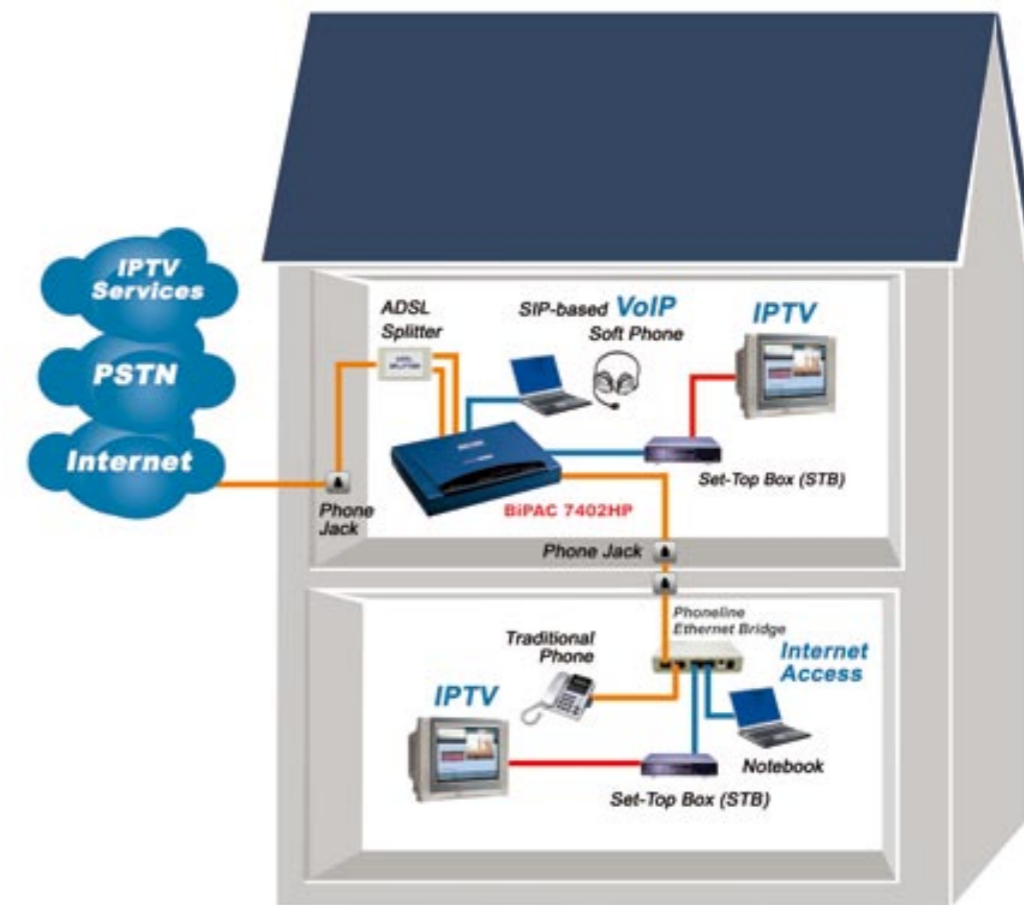 IPTV
Services
PSTN
Internet
ADSL
Splitter
SIP-based VoIP
Soft Phone
IPTV
Set-Top Box (STB)
BiPAC 7402HP
Phone
Jack
Phone Jack
Phoneline
Ethernet Bridge
Traditional
Phone
Internet
Access
IPTV
Notebook
Set-Top Box (STB)